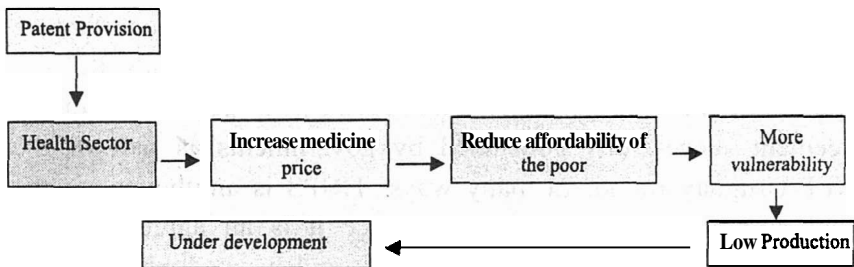 Patent Provision
Health Sector
Increase medicine
price
Reduce affordability of
the poor
More
vulnerability
Low Production
Under development